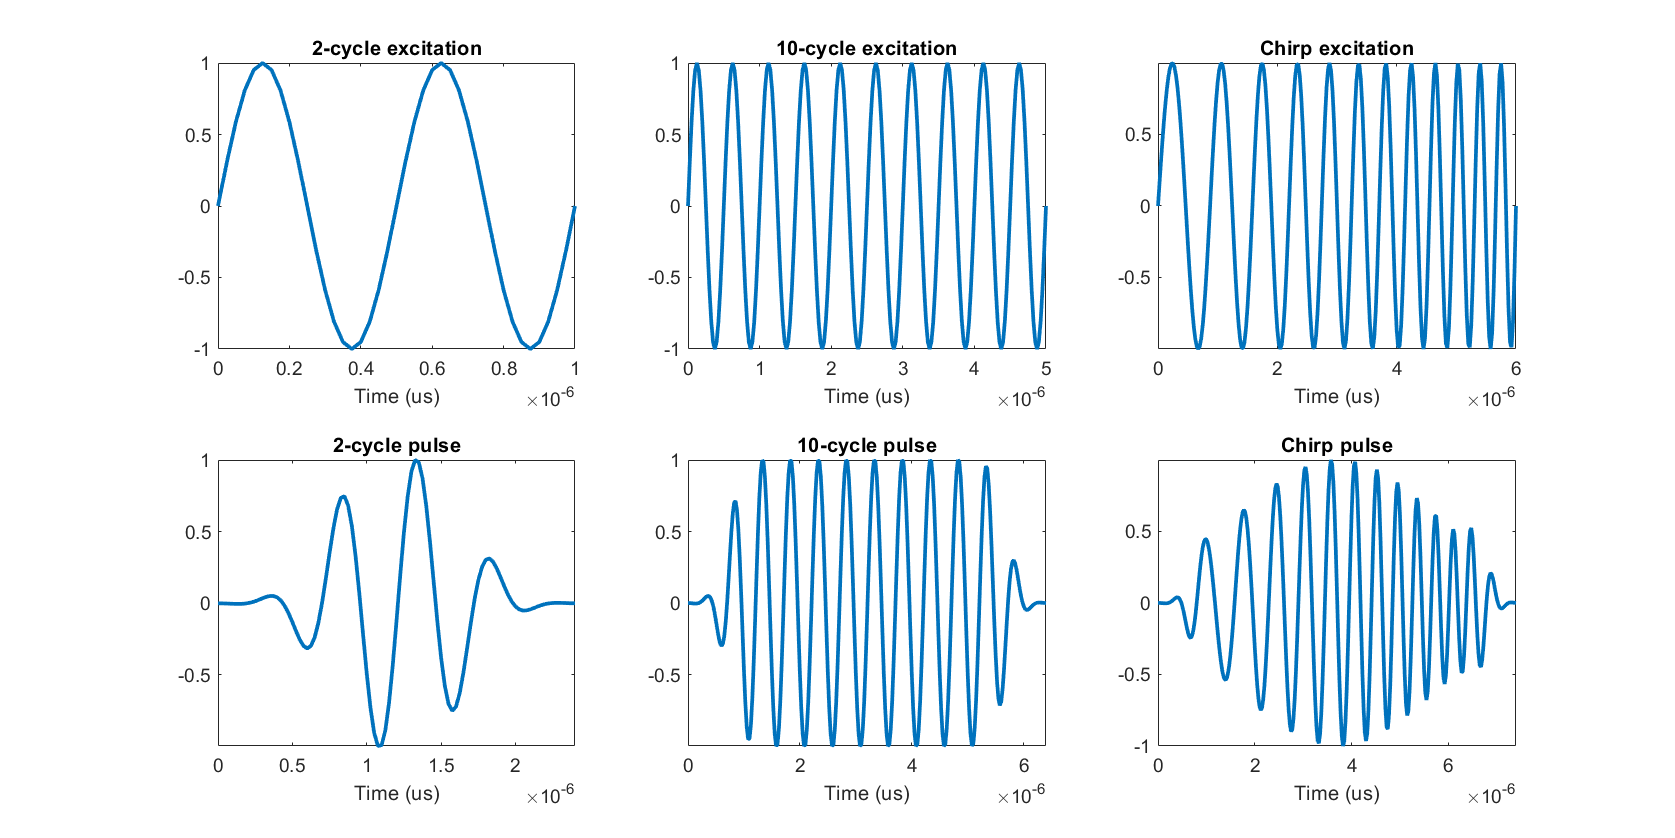 2-cycle excitation
1
0.5
0
-0.5
-1
0 0.2 0.4 0.6 0.8 1
Time (us)
×10-6
10-cycle excitation
1
0.5
0
-0.5
-1
0 1 2 3 4 5
Time (us)
×10-6
Chirp excitation
0.5
0
-0.5
0 2 4 6
Time (us)
×10-6
2-cycle pulse
1
0.5
0
-0.5
0 0.5 1 1.5 2
Time (us)
×10-6
10-cycle pulse
1
0.5
0
-0.5
0 2 4 6
Time (us)
×10-6
Chirp pulse
0.5
0
-0.5
-1
0 2 4 6
Time (us)
×10-6